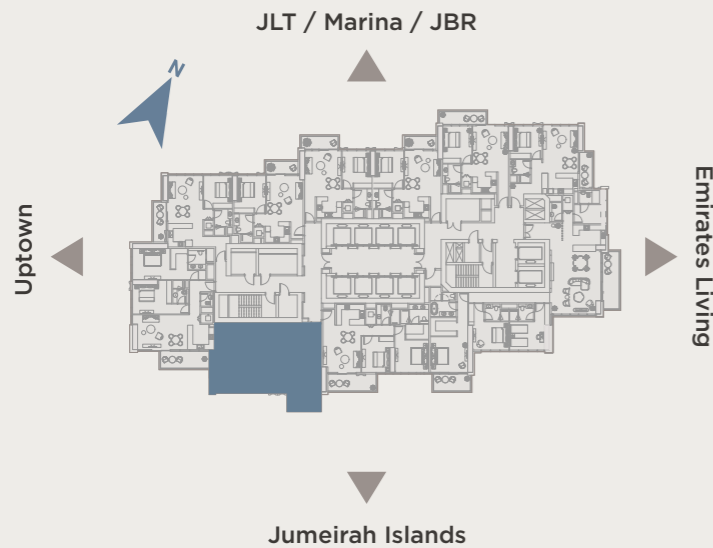 JLT / Marina / JBR
N
Uptown
Emirates Living
Jumeirah Islands